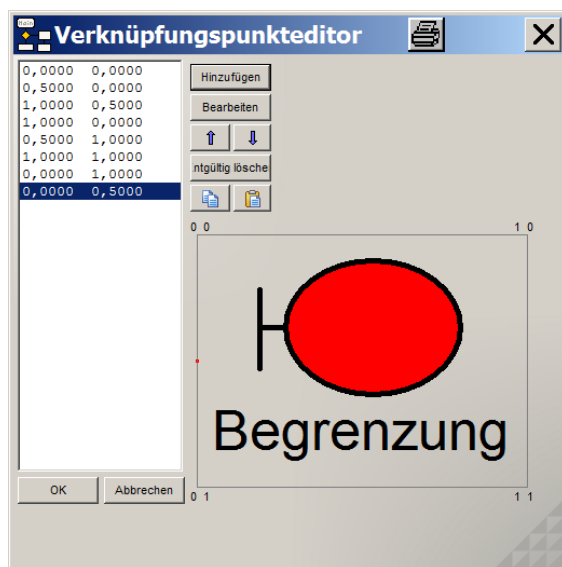 Main
Verknüpfungspunkteditor
0,0000 0,0000
0,5000 0,0000
1,0000 0,5000
1,0000 0,0000
0,5000 1,0000
1,0000 1,0000
0,0000 1,0000
0,0000 0,5000
Hinzufügen
Bearbeiten
ntgültig lösche
0 0
1 0
Begrenzung
0 1
1 1
OK
Abbrechen